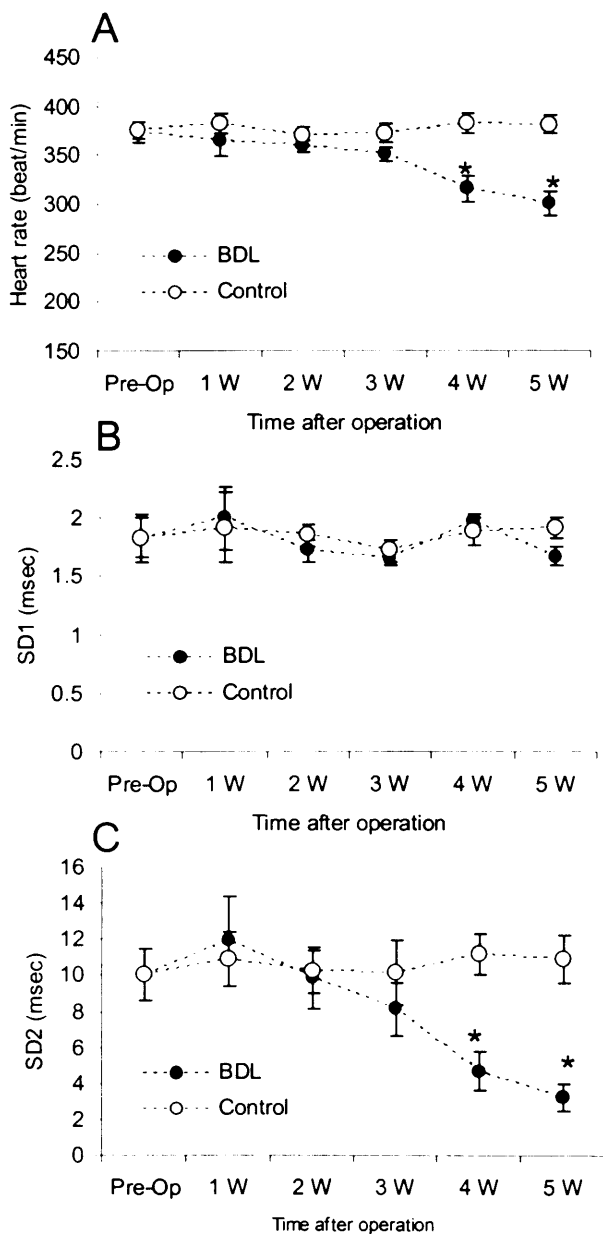 A
450
400
350
300
250
200
150
Heart rate (beat/min)
*
*
BDL
Control
Pre-Op 1 W 2 W 3 W 4 W 5 W
Time after operation
B
2.5
2
1.5
1
0.5
0
SD1 (msec)
BDL
Control
Pre-Op 1 W 2 W 3 W 4 W 5 W
Time after operation
C
16
14
12
10
8
6
4
2
0
SD2 (msec)
*
*
BDL
Control
Pre-Op 1 W 2 W 3 W 4 W 5 W
Time after operation